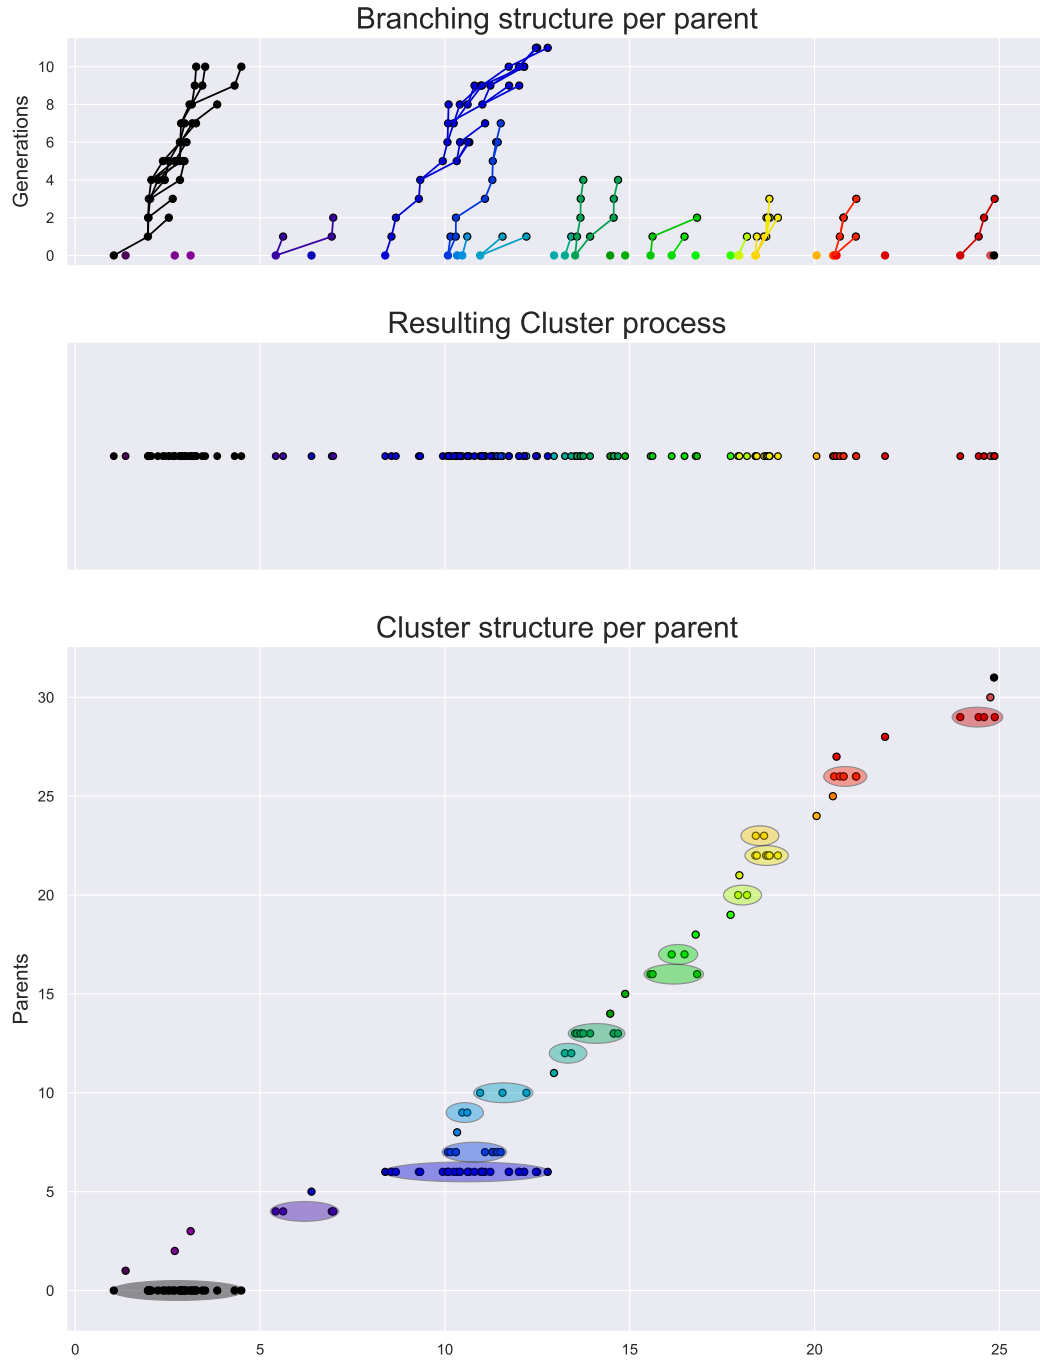 Branching structure per parent
Generations
10
8
6
4
2
0
Resulting Cluster process
Cluster structure per parent
Parents
30
25
20
15
10
5
0
0 5 10 15 20 25